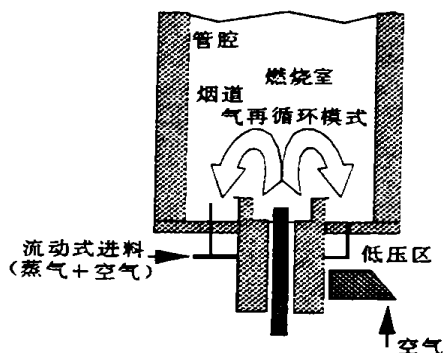 管腔
燃烧室
烟道
气再循环模式
流动式进料
(蒸气+空气)
低压区
空气